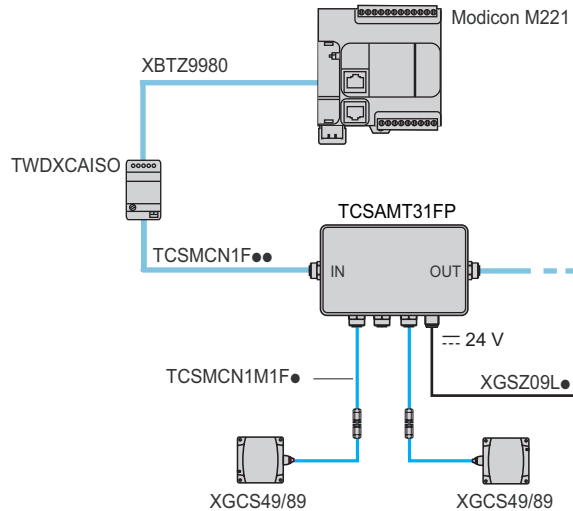 Modicon M221
XBTZ9980
TWDXCAISO
TCSAMT31FP
TCSMCN1F●●
IN
OUT
24 V
TCSMCN1M1F●
XGSZ09L●
XGCS49/89
XGCS49/89